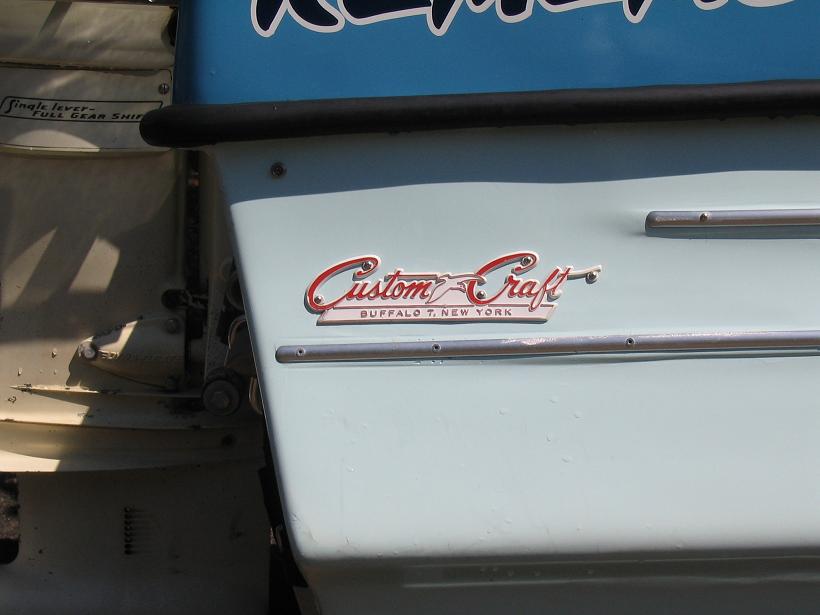 Single lever-
FULL GEAR SHIFT
Custom Craft
BUFFALO 7, NEW YORK